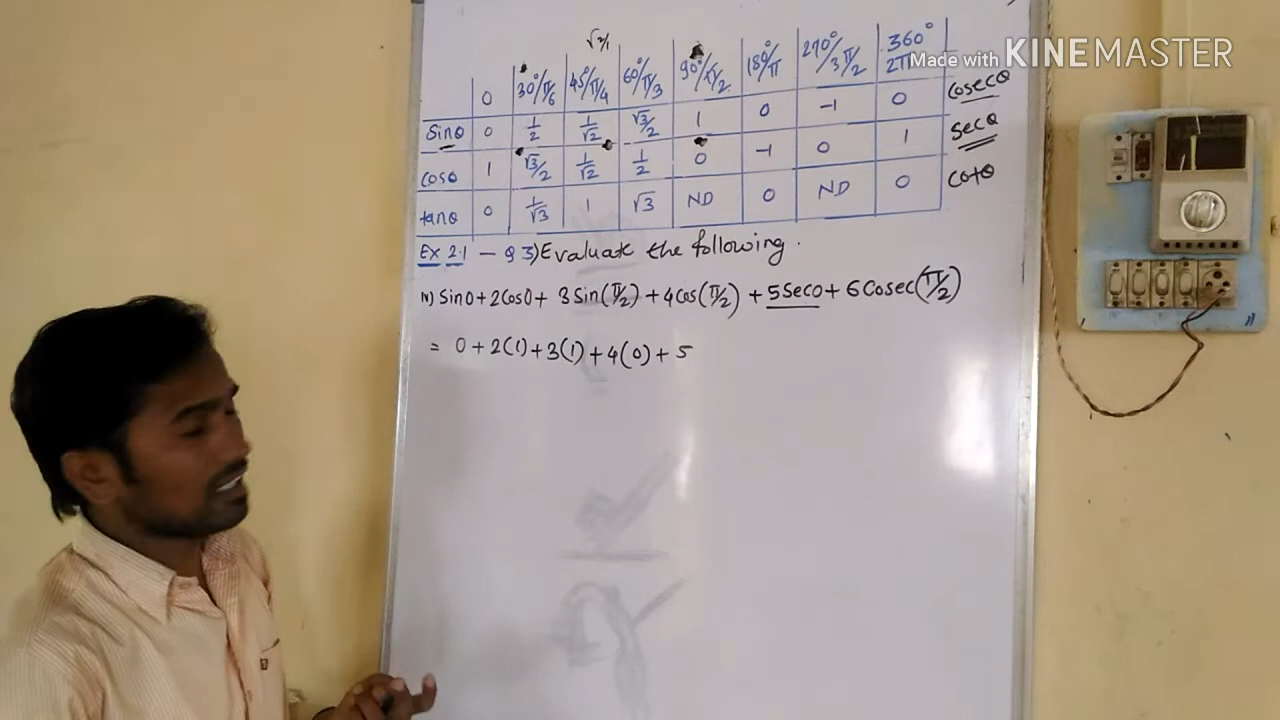 √2/1
0 30°/π/6 45°/π/4 60°/π/3 90°/π/2 180°/π 270°/3π/2 360° 2π
Made with KINEMASTER
Sinθ 0 1/2 1/√2 √3/2 1 0 -1 0 Cosecθ
Cosθ 1 √3/2 1/√2 1/2 0 -1 0 1 Secθ
tanθ 0 1/√3 1 √3 ND 0 ND 0 Cotθ
Ex 2.1 - Q 3) Evaluate the following.
iv) Sin0 + 2Cos0 + 3Sin(π/2) + 4Cos(π/2) + 5Sec0 + 6Cosec(π/2)
= 0 + 2(1) + 3(1) + 4(0) + 5